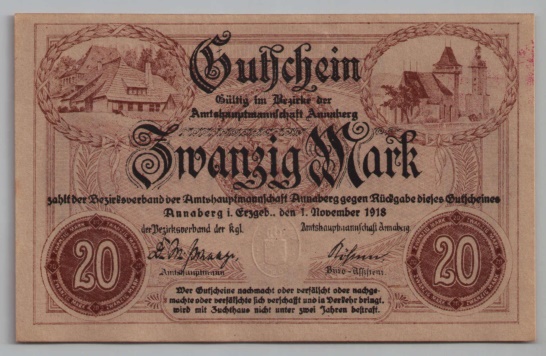 Gutschein
Gültig im Bezirke der
Amtshauptmannschaft Annaberg
Zwanzig Mark
zahlt der Bezirksverband der Amtshauptmannschaft Annaberg gegen Rückgabe dieses Gutscheines
Annaberg i. Erzgeb., den 1. November 1918
der Bezirksverband der Kgl. Amtshauptmannschaft Annaberg
Amtshauptmann
Büro-Assistent
20
20
Wer Gutscheine nachmacht oder verfälscht oder nachge-
machte oder verfälschte sich verschafft und in Verkehr bringt,
wird mit Zuchthaus nicht unter zwei Jahren bestraft.